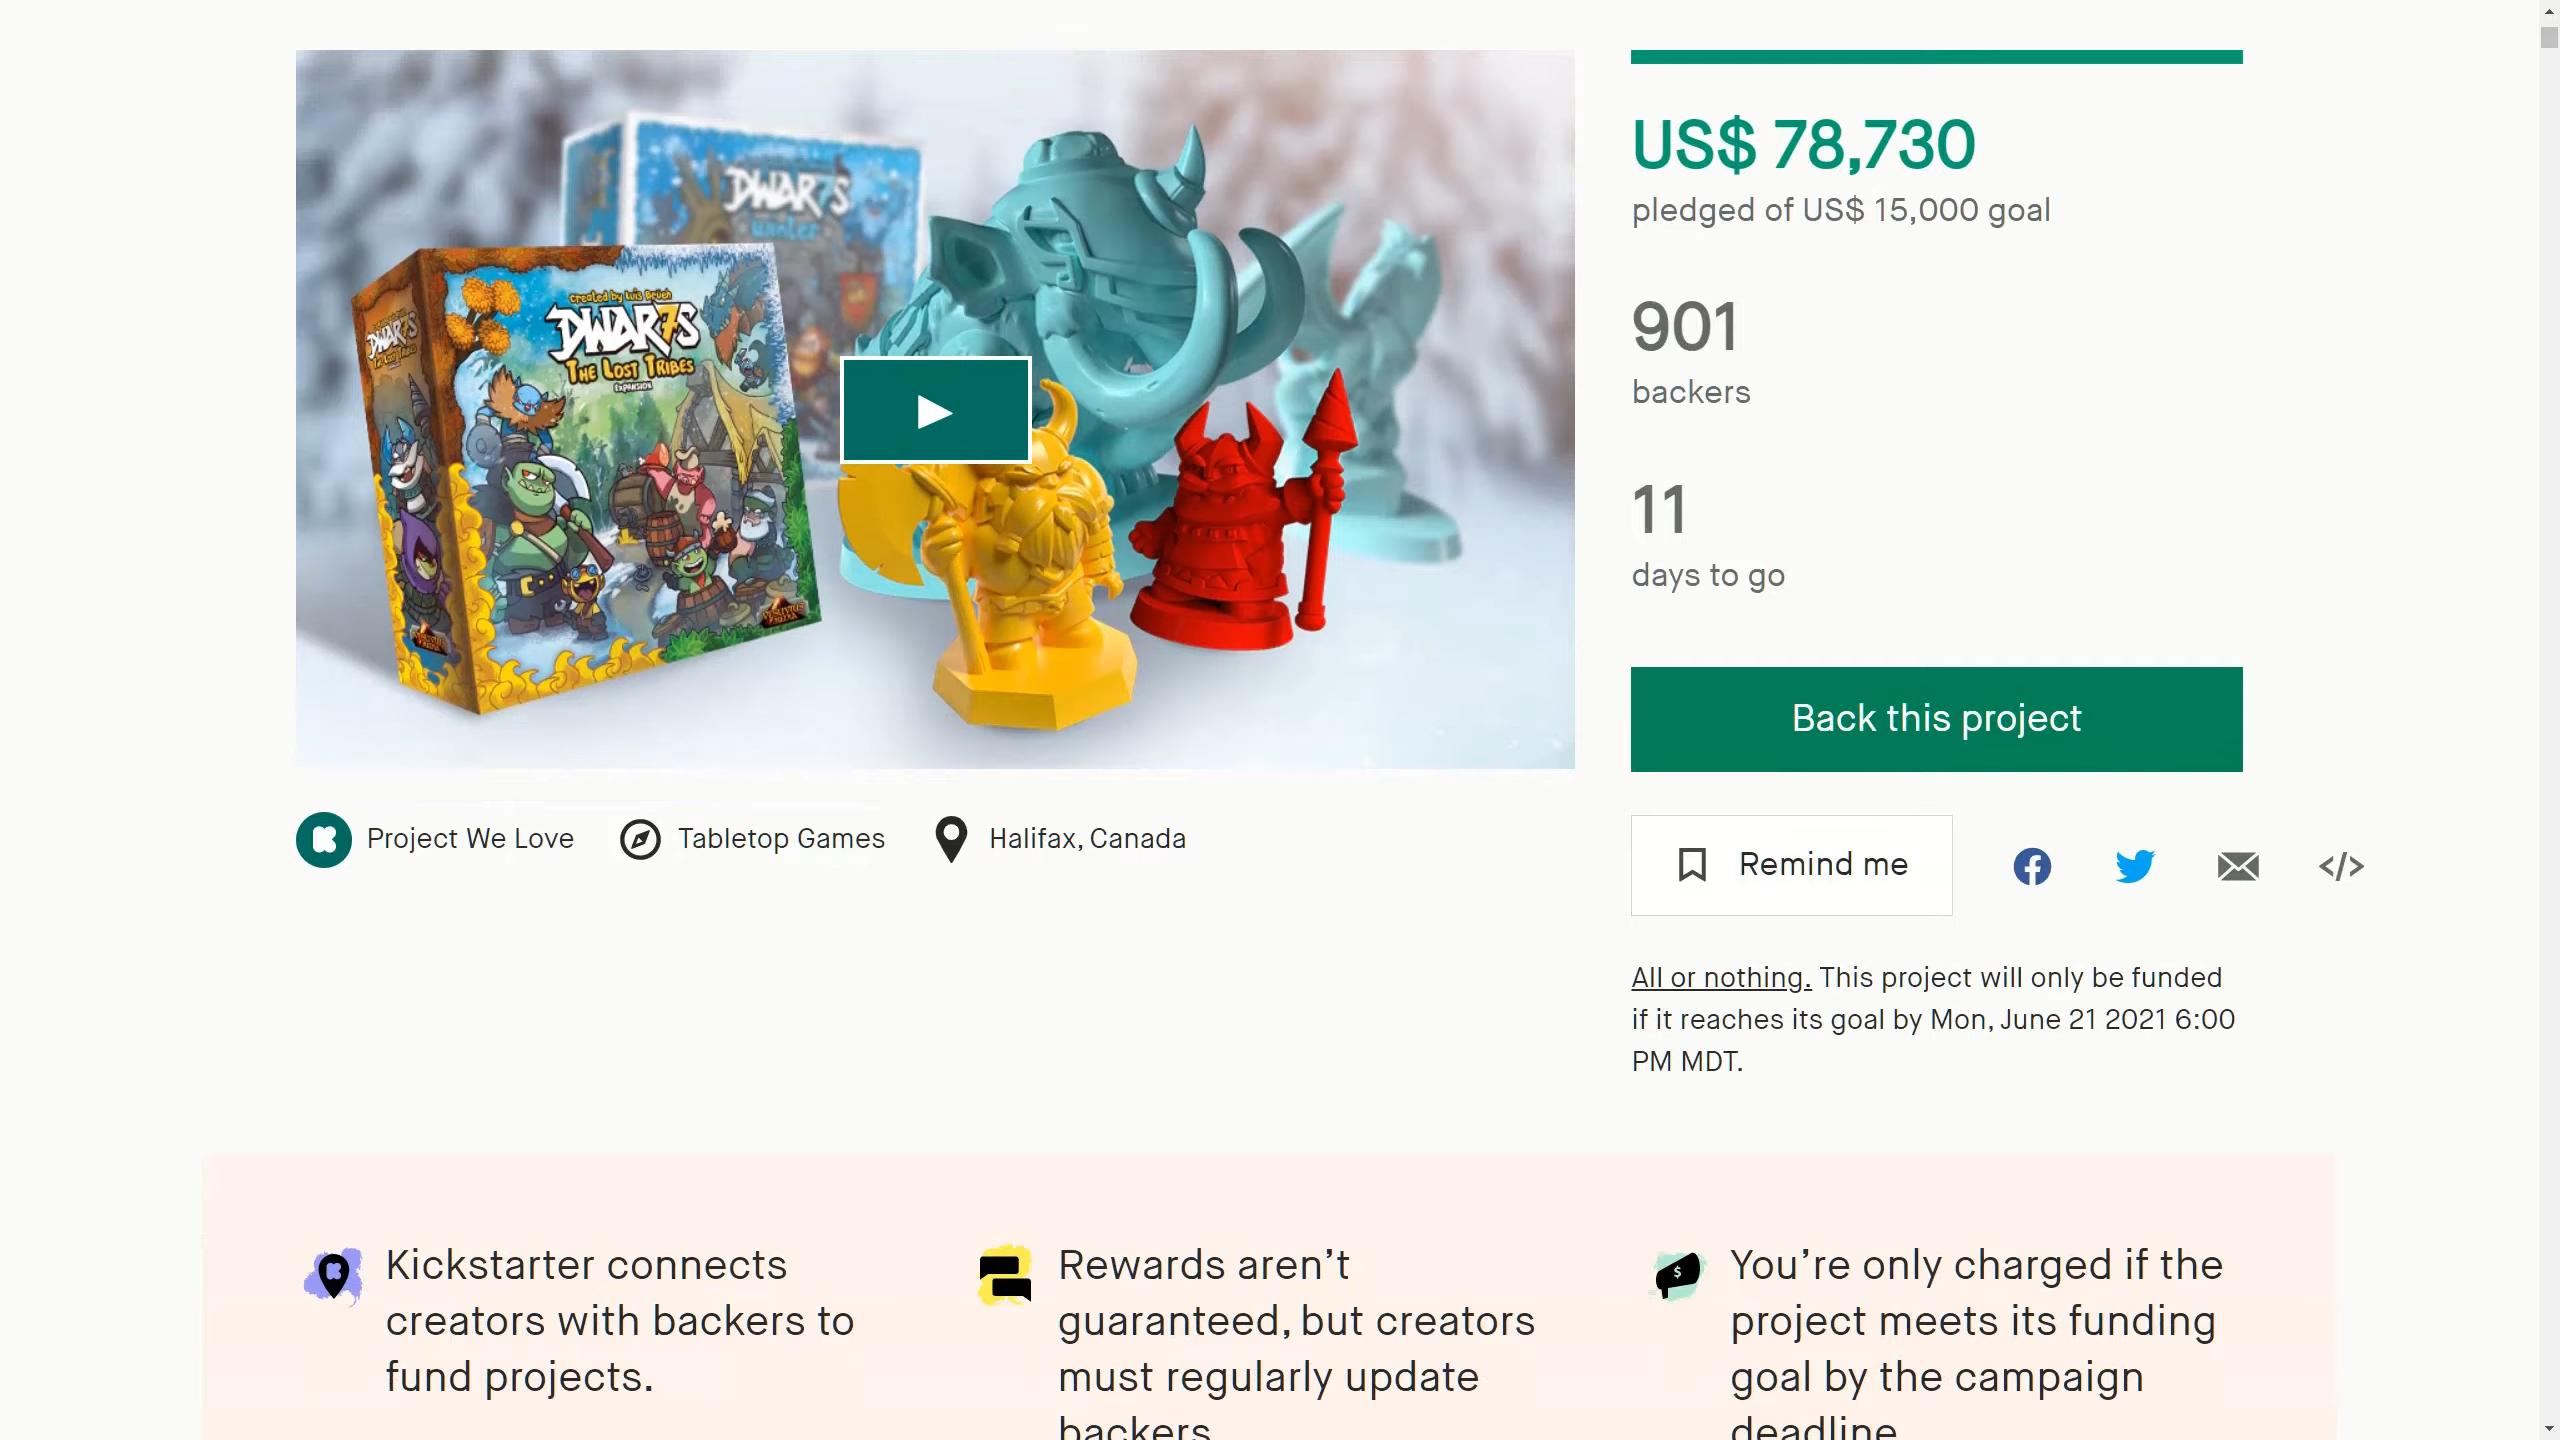 DWAR7S
Winter
created by Luis Brueh
DWAR7S
THE LOST TRIBES
EXPANSION
DWAR7S
THE LOST TRIBES
US$ 78,730
pledged of US$ 15,000 goal
901
backers
11
days to go
Back this project
Project We Love
Tabletop Games
Halifax, Canada
Remind me
</>
All or nothing. This project will only be funded
if it reaches its goal by Mon, June 21 2021 6:00
PM MDT.
Kickstarter connects
creators with backers to
fund projects.
Rewards aren’t
guaranteed, but creators
must regularly update
backers.
$
You’re only charged if the
project meets its funding
goal by the campaign
deadline.